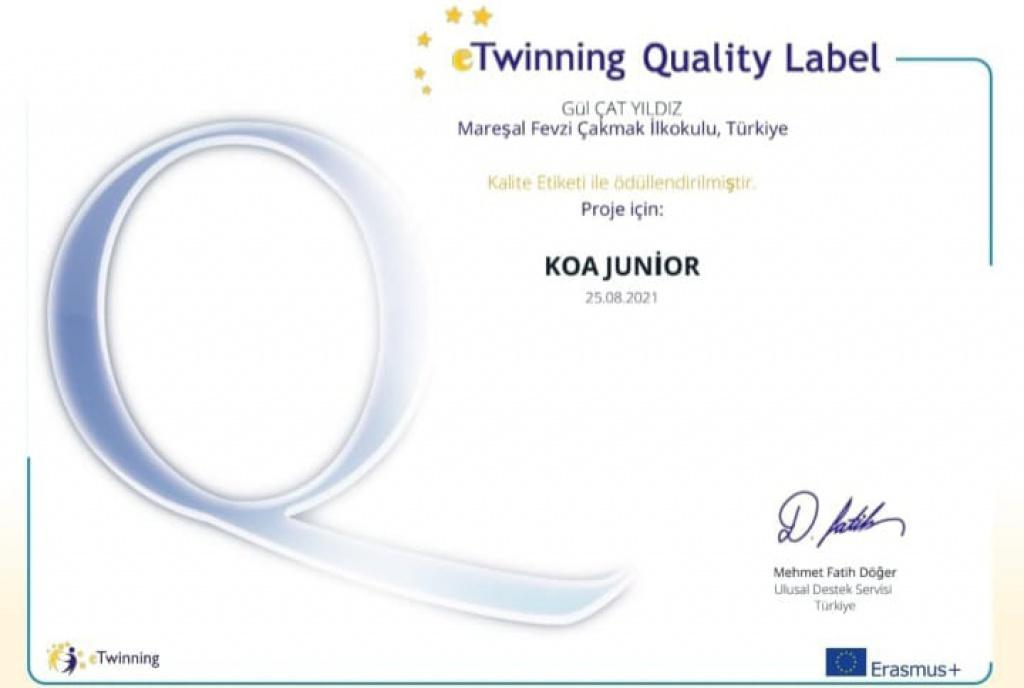 eTwinning Quality Label
Gül ÇAT YILDIZ
Mareşal Fevzi Çakmak İlkokulu, Türkiye
Kalite Etiketi ile ödüllendirilmiştir.
Proje için:
KOA JUNİOR
25.08.2021
D. fatih
Mehmet Fatih Döğer
Ulusal Destek Servisi
Türkiye
eTwinning
Erasmus+